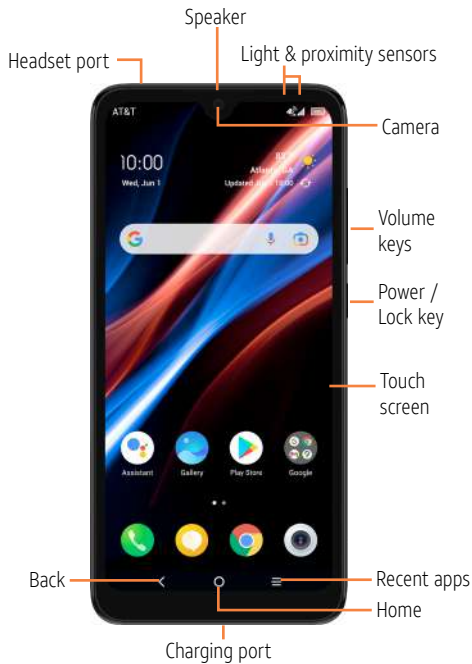 Speaker
Headset port
Light & proximity sensors
AT&T
Camera
10:00
Wed, Jun 1
Volume
keys
Power /
Lock key
Touch
screen
Assistant
Gallery
Play Store
Google
Back
Recent apps
Home
Charging port